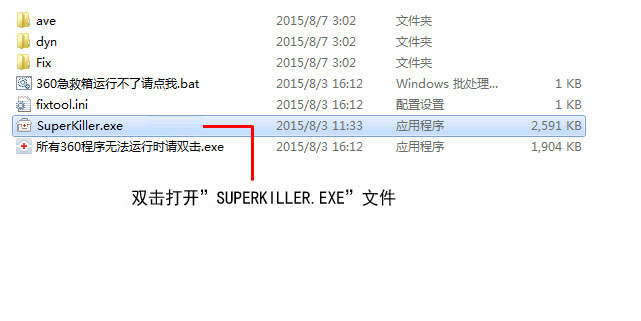 ave 2015/8/7 3:02 文件夹
dyn 2015/8/7 3:02 文件夹
Fix 2015/8/7 3:02 文件夹
360急救箱运行不了请点我.bat 2015/8/3 16:12 Windows 批处理... 1 KB
fixtool.ini 2015/8/3 16:12 配置设置 1 KB
SuperKiller.exe 2015/8/3 11:33 应用程序 2,591 KB
所有360程序无法运行时请双击.exe 2015/8/3 16:12 应用程序 1,904 KB
双击打开”SUPERKILLER.EXE”文件